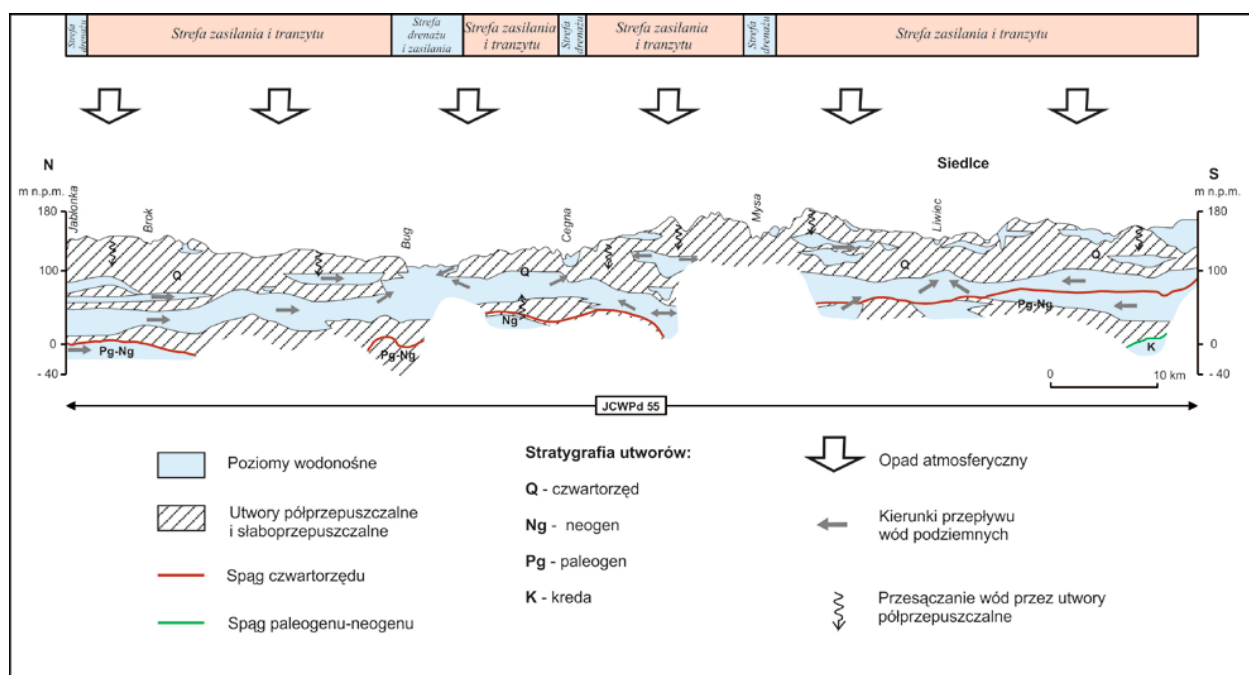 Strefa drenażu
Strefa zasilania i tranzytu
Strefa drenażu i zasilania
Strefa zasilania i tranzytu
Strefa drenażu
Strefa zasilania i tranzytu
Strefa drenażu
Strefa zasilania i tranzytu
N
Siedlce
S
m n.p.m.
m n.p.m.
180
Jabłonka
Brok
Bug
Cegna
Mysa
Liwiec
180
Q
Q
Q
Q
100
100
Ng
Pg-Ng
0
Pg-Ng
Pg-Ng
K
0
- 40
- 40
0
10 km
JCWPd 55
Poziomy wodonośne
Utwory półprzepuszczalne
i słaboprzepuszczalne
Spąg czwartorzędu
Spąg paleogenu-neogenu
Stratygrafia utworów:
Q - czwartorzęd
Ng - neogen
Pg - paleogen
K - kreda
Opad atmosferyczny
Kierunki przepływu
wód podziemnych
Przesączanie wód przez utwory
półprzepuszczalne